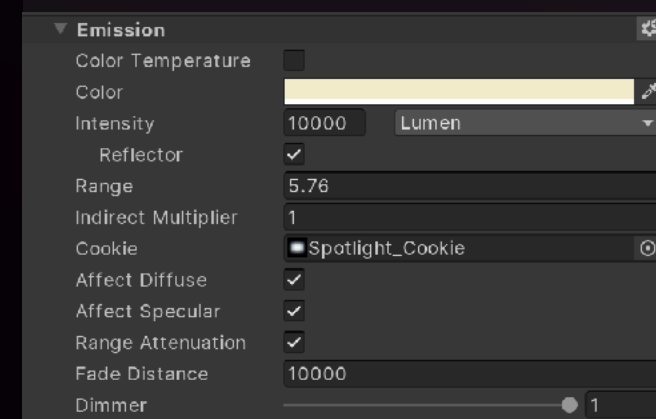 Emission
Color Temperature
Color
Intensity 10000 Lumen
Reflector
Range 5.76
Indirect Multiplier 1
Cookie Spotlight_Cookie
Affect Diffuse
Affect Specular
Range Attenuation
Fade Distance 10000
Dimmer 1